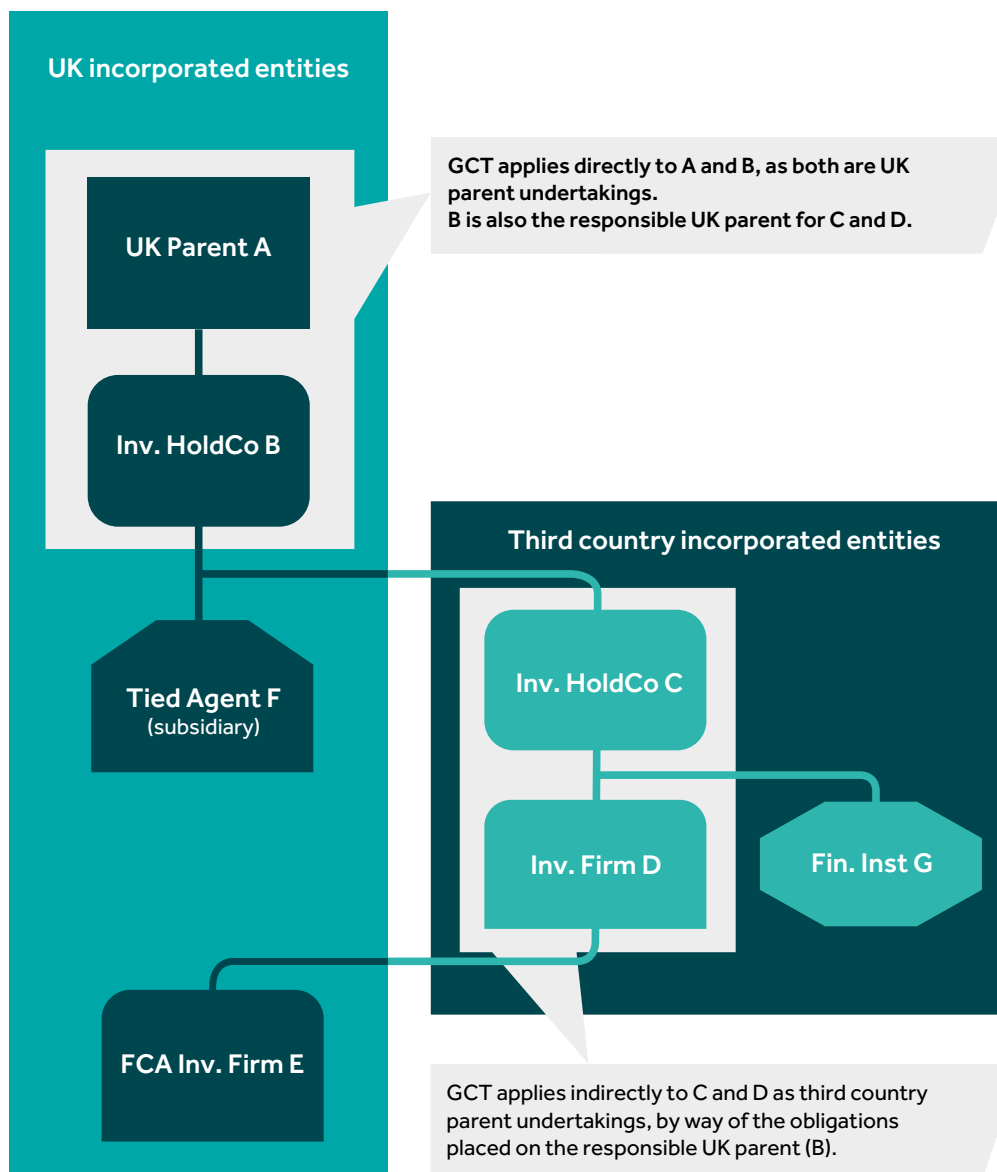 UK incorporated entities
GCT applies directly to A and B, as both are UK
parent undertakings.
B is also the responsible UK parent for C and D.
UK Parent A
Inv. HoldCo B
Third country incorporated entities
Inv. HoldCo C
Tied Agent F
(subsidiary)
Inv. Firm D
Fin. Inst G
FCA Inv. Firm E
GCT applies indirectly to C and D as third country
parent undertakings, by way of the obligations
placed on the responsible UK parent (B).